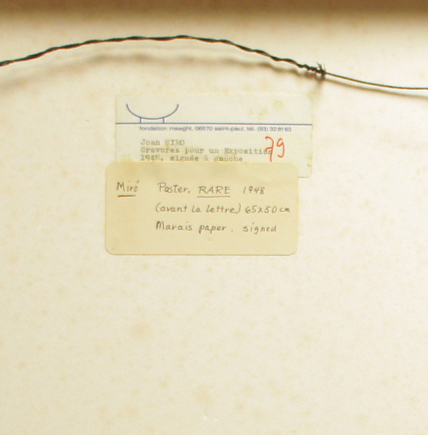 fondation maeght, 06570 saint-paul, tél. (93) 32 81 63
Joan MIRO
Gravures pour un Exposition
79
1948, signée à gauche
Miró Poster, RARE 1948
(avant la lettre) 65x50 cm
Marais paper. signed